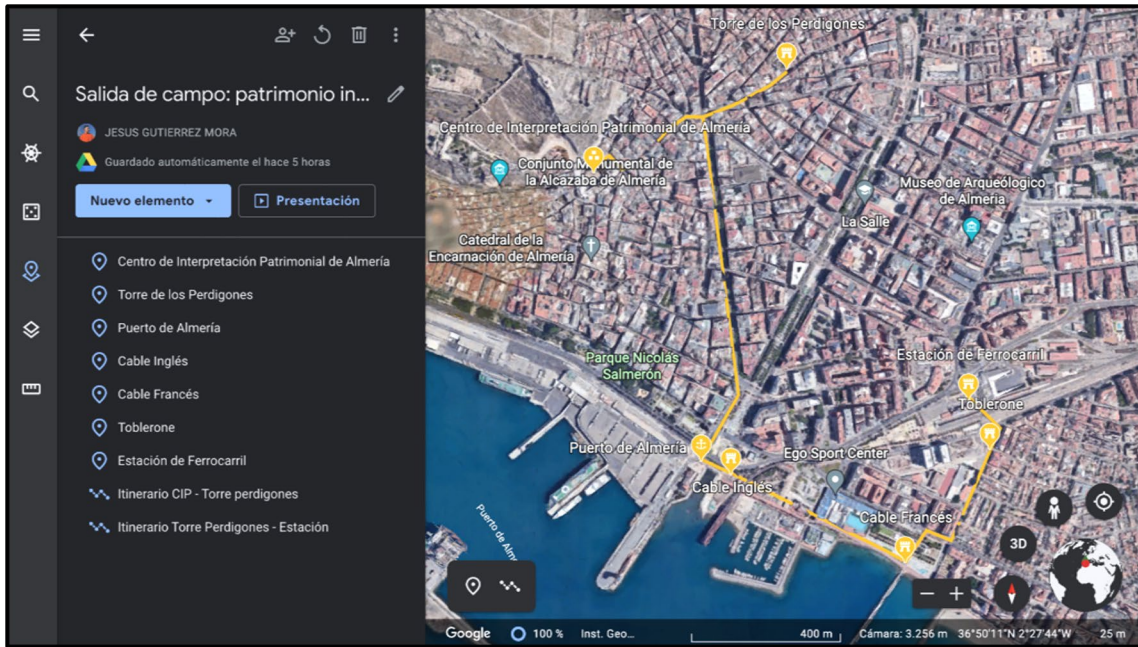 Salida de campo: patrimonio in...
JESUS GUTIERREZ MORA
Guardado automáticamente el hace 5 horas
Nuevo elemento
Presentación
Centro de Interpretación Patrimonial de Almería
Torre de los Perdigones
Puerto de Almería
Cable Inglés
Cable Francés
Toblerone
Estación de Ferrocarril
Itinerario CIP - Torre perdigones
Itinerario Torre Perdigones - Estación
Torre de los Perdigones
Centro de Interpretación Patrimonial de Almería
Conjunto Monumental de
la Alcazaba de Almería
Museo de Arqueológico
de Almeria
La Salle
Catedral de la
Encarnación de Almería
Parque Nicolás
Salmerón
Estación de Ferrocarril
Toblerone
Puerto de Almería
Ego Sport Center
Cable Inglés
Cable Francés
Puerto de Alme
3D
Google
100 %
Inst. Geo...
400 m
Cámara: 3.256 m
36°50'11"N 2°27'44"W
25 m